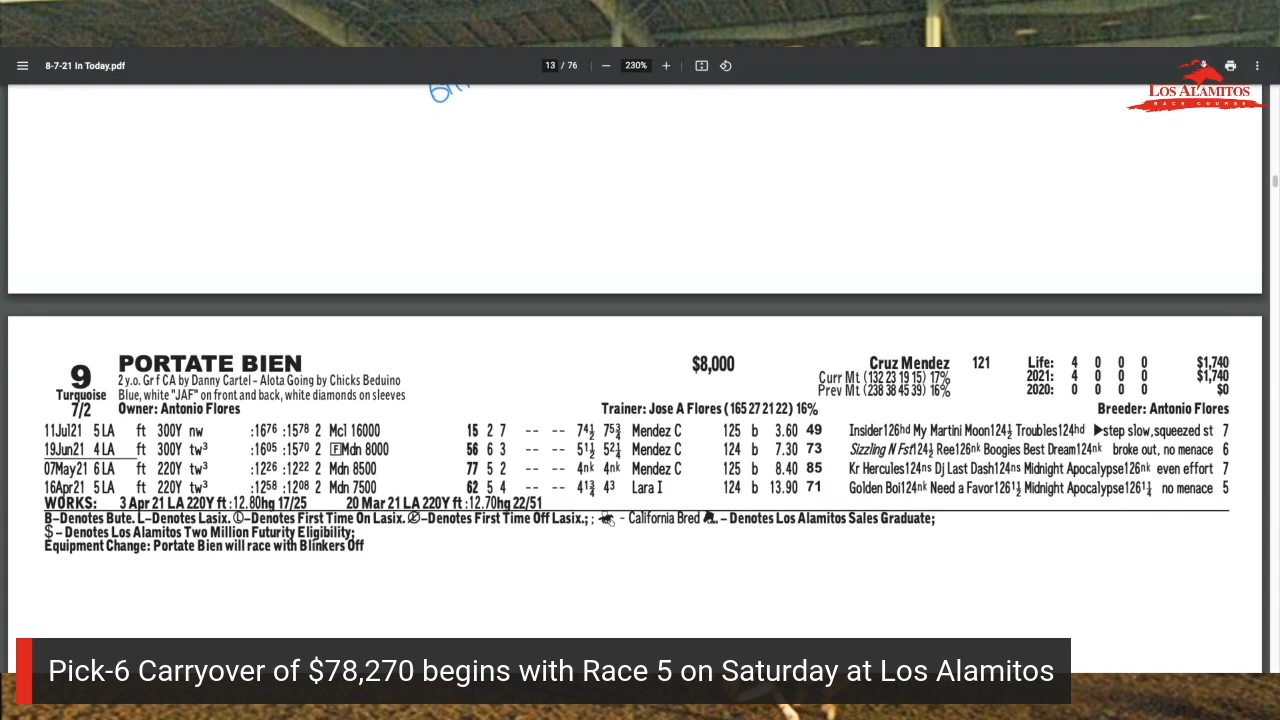 8-7-21 In Today.pdf
13 / 76
230%
LOS ALAMITOS
RACE COURSE
9
Turquoise
7/2
PORTATE BIEN
2 y.o. Gr f CA by Danny Cartel – Alota Going by Chicks Beduino
Blue, white "JAF" on front and back, white diamonds on sleeves
Owner: Antonio Flores
$8,000
Trainer: Jose A Flores (165 27 21 22) 16%
Cruz Mendez 121
Curr Mt (132 23 19 15) 17%
Prev Mt (238 38 45 39) 16%
Life: 4 0 0 0 $1,740
2021: 4 0 0 0 $1,740
2020: 0 0 0 0 $0
Breeder: Antonio Flores
11Jul21 5 LA ft 300Y nw :1676 :1578 2 Mcl 16000 15 2 7 -- -- 74½ 75¾ Mendez C 125 b 3.60 49 Insider126hd My Martini Moon124½ Troubles124hd ▶step slow,squeezed st 7
19Jun21 4 LA ft 300Y tw3 :1605 :1570 2 FMdn 8000 56 6 3 -- -- 51½ 52¼ Mendez C 124 b 7.30 73 Sizzling N Fst124½ Ree126nk Boogies Best Dream124nk broke out, no menace 6
07May21 6 LA ft 220Y tw3 :1226 :1222 2 Mdn 8500 77 5 2 -- -- 4nk 4nk Mendez C 125 b 8.40 85 Kr Hercules124ns Dj Last Dash124ns Midnight Apocalypse126nk even effort 7
16Apr21 5 LA ft 220Y tw3 :1258 :1208 2 Mdn 7500 62 5 4 -- -- 41¾ 43 Lara I 124 b 13.90 71 Golden Boi124nk Need a Favor1261½ Midnight Apocalypse1261¼ no menace 5
WORKS: 3 Apr 21 LA 220Y ft :12.80hg 17/25 20 Mar 21 LA 220Y ft :12.70hg 22/51
B–Denotes Bute. L–Denotes Lasix. Ⓛ–Denotes First Time On Lasix. –Denotes First Time Off Lasix.; ; – California Bred . – Denotes Los Alamitos Sales Graduate;
$ – Denotes Los Alamitos Two Million Futurity Eligibility;
Equipment Change: Portate Bien will race with Blinkers Off
Pick-6 Carryover of $78,270 begins with Race 5 on Saturday at Los Alamitos